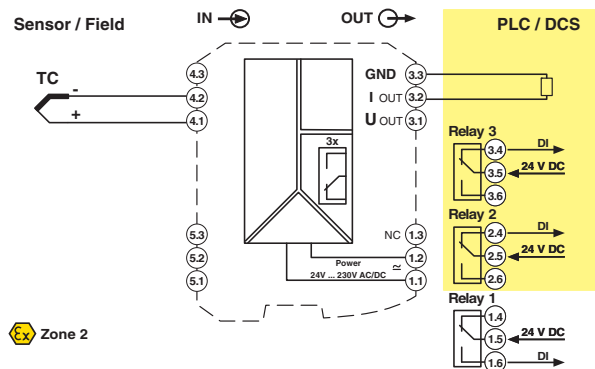 Sensor / Field
IN
OUT
PLC / DCS
TC
-
+
4.3
4.2
4.1
GND 3.3
I OUT 3.2
U OUT 3.1
3x
Relay 3
3.4 DI
3.5 24 V DC
3.6
Relay 2
2.4 DI
2.5 24 V DC
2.6
5.3
5.2
5.1
NC 1.3
Power 1.2
24V ... 230V AC/DC ≂ 1.1
Relay 1
1.4
1.5 24 V DC
1.6 DI
Ex Zone 2